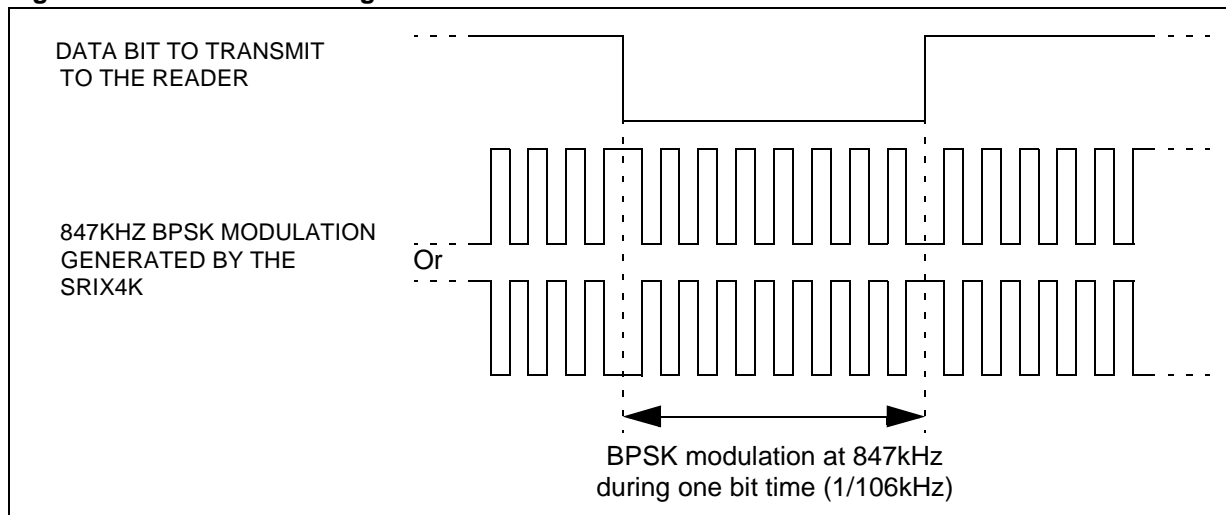 DATA BIT TO TRANSMIT
TO THE READER
847KHZ BPSK MODULATION
GENERATED BY THE
SRIX4K
Or
BPSK modulation at 847kHz
during one bit time (1/106kHz)